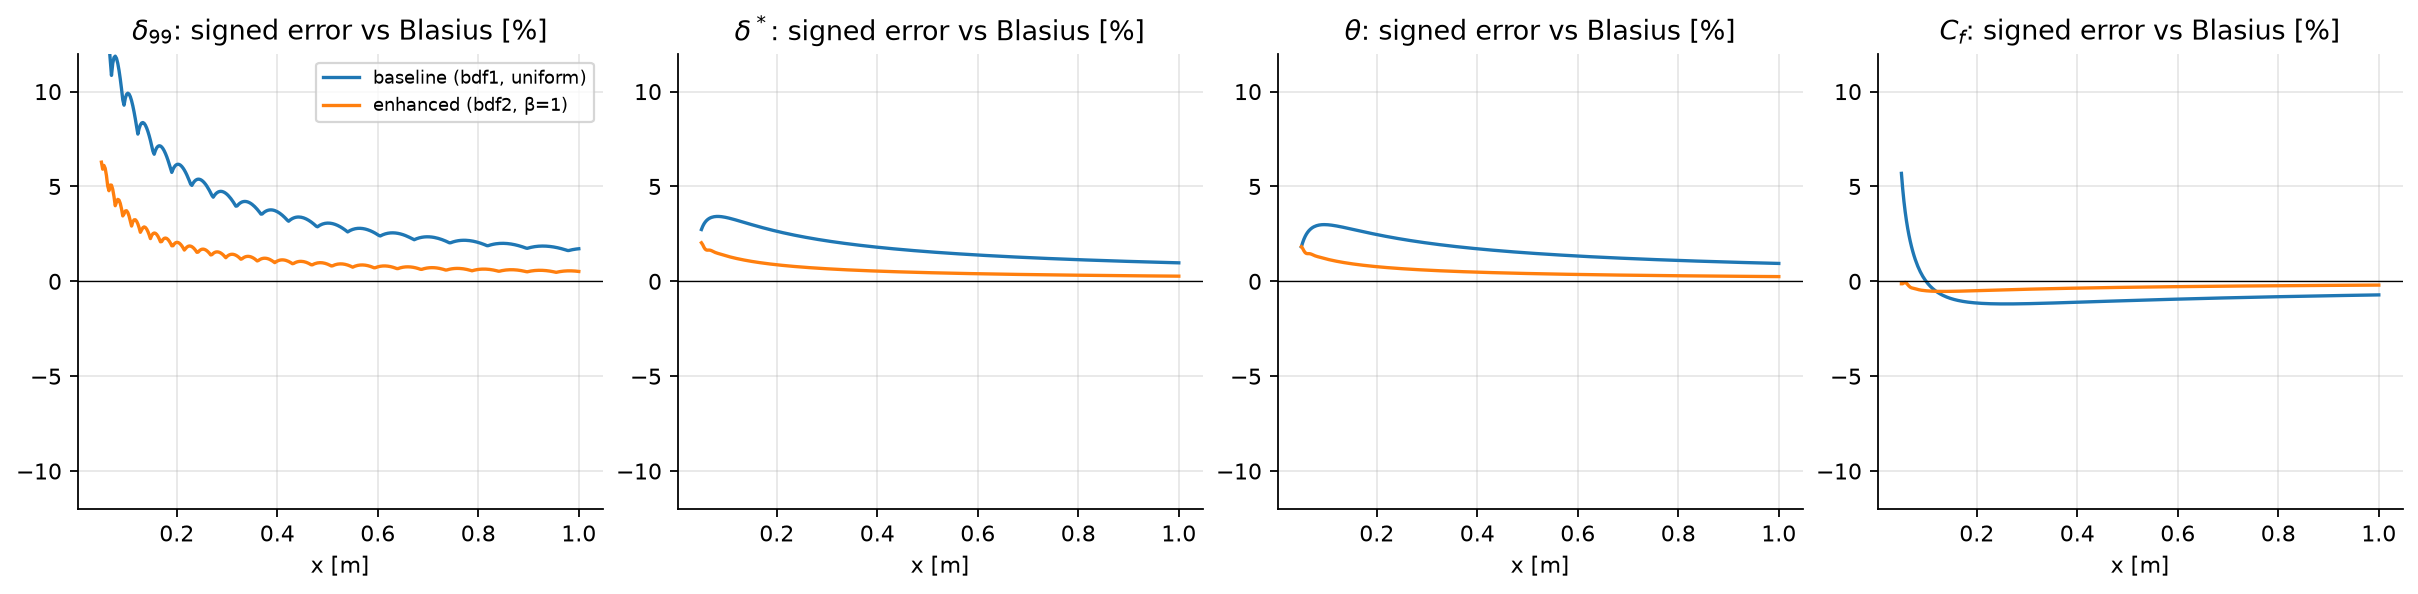 δ99: signed error vs Blasius [%]
baseline (bdf1, uniform)
enhanced (bdf2, β=1)
10
5
0
−5
−10
0.2 0.4 0.6 0.8 1.0
x [m]
δ*: signed error vs Blasius [%]
10
5
0
−5
−10
0.2 0.4 0.6 0.8 1.0
x [m]
θ: signed error vs Blasius [%]
10
5
0
−5
−10
0.2 0.4 0.6 0.8 1.0
x [m]
Cf: signed error vs Blasius [%]
10
5
0
−5
−10
0.2 0.4 0.6 0.8 1.0
x [m]